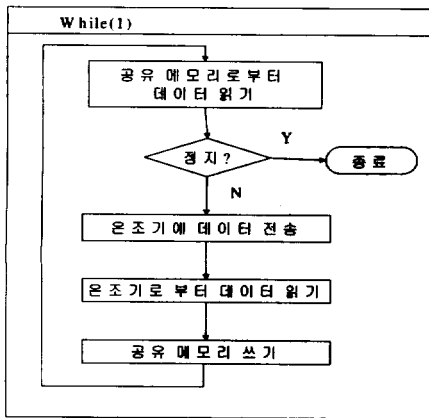 While(1)
공유 메모리로부터
데이터 읽기
정지?
Y
종료
N
온조기에 데이터 전송
온조기로 부터 데이터 읽기
공유 메모리 쓰기